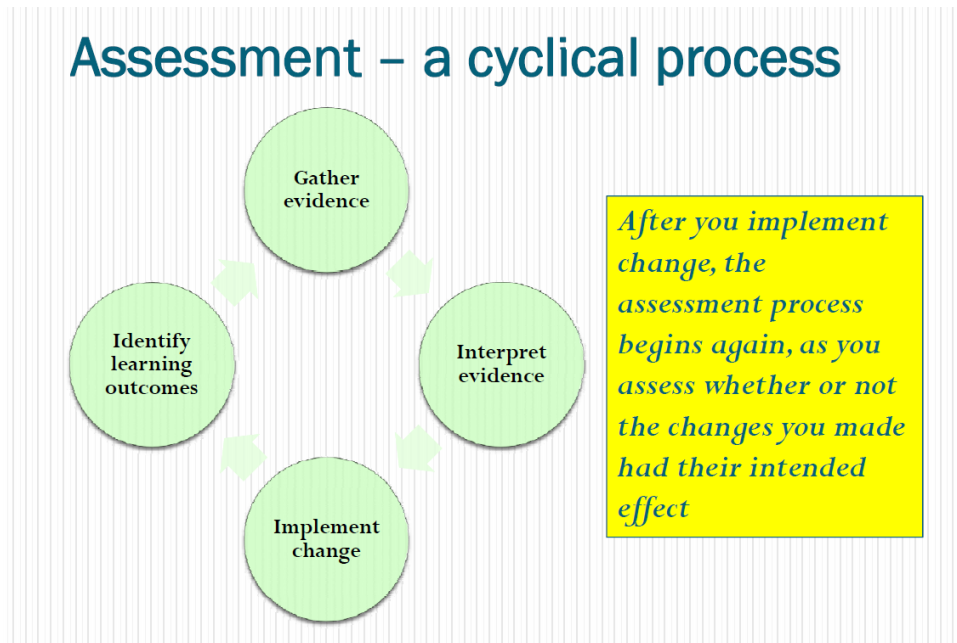 Assessment – a cyclical process
Gather
evidence
Identify
learning
outcomes
Interpret
evidence
Implement
change
After you implement
change, the
assessment process
begins again, as you
assess whether or not
the changes you made
had their intended
effect